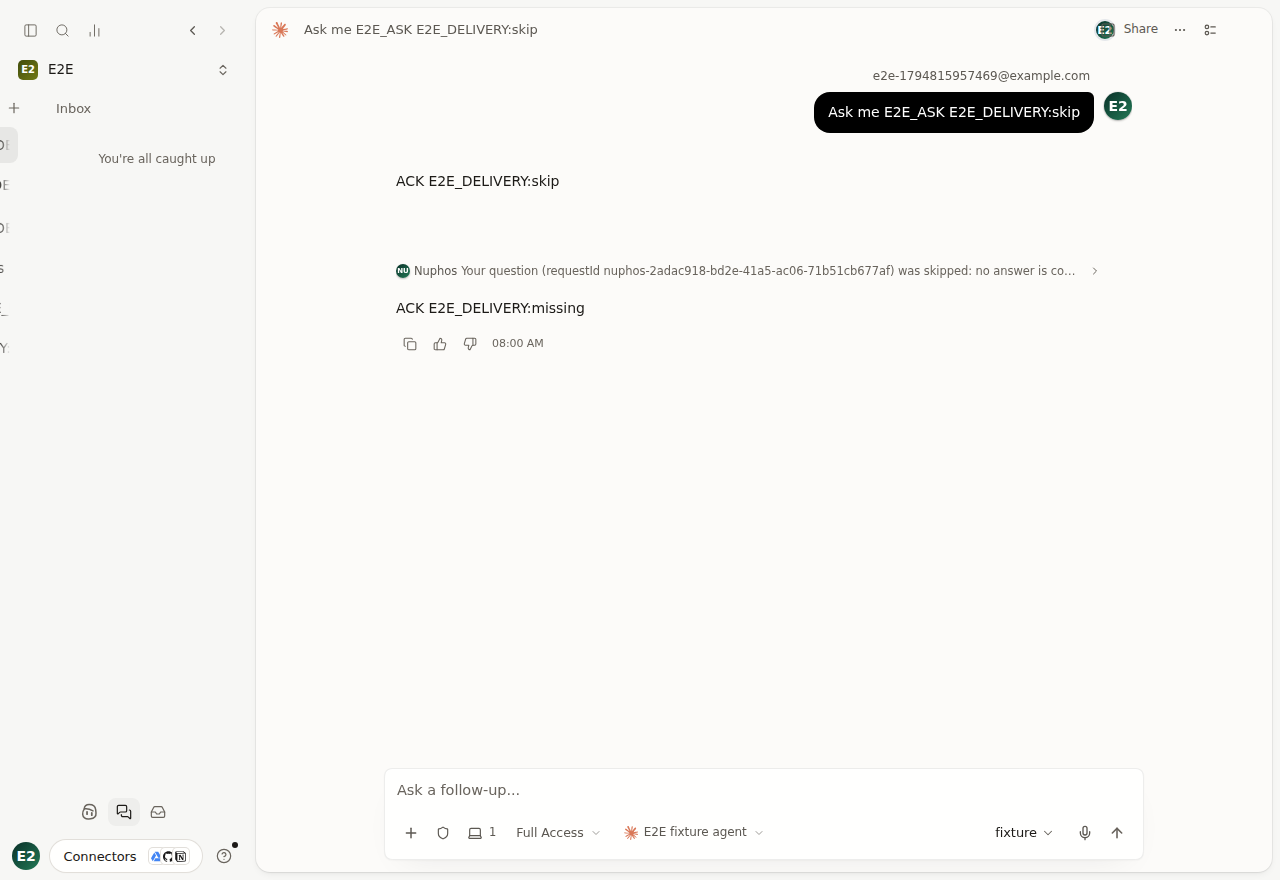 Ask me E2E_ASK E2E_DELIVERY:skip
Share
E2 E2E
Inbox
You're all caught up
e2e-1794815957469@example.com
Ask me E2E_ASK E2E_DELIVERY:skip
E2
ACK E2E_DELIVERY:skip
NU Nuphos Your question (requestId nuphos-2adac918-bd2e-41a5-ac06-71b51cb677af) was skipped: no answer is co...
ACK E2E_DELIVERY:missing
08:00 AM
Ask a follow-up...
1 Full Access E2E fixture agent fixture
E2 Connectors